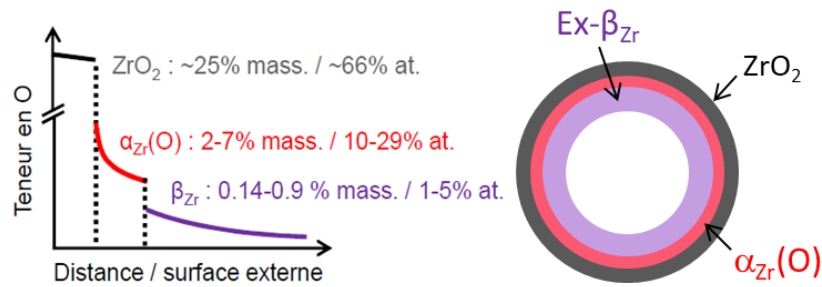 Teneur en O
ZrO₂ : ~25% mass. / ~66% at.
αZr(O) : 2-7% mass. / 10-29% at.
βZr : 0.14-0.9 % mass. / 1-5% at.
Distance / surface externe
Ex-βZr
ZrO₂
αZr(O)